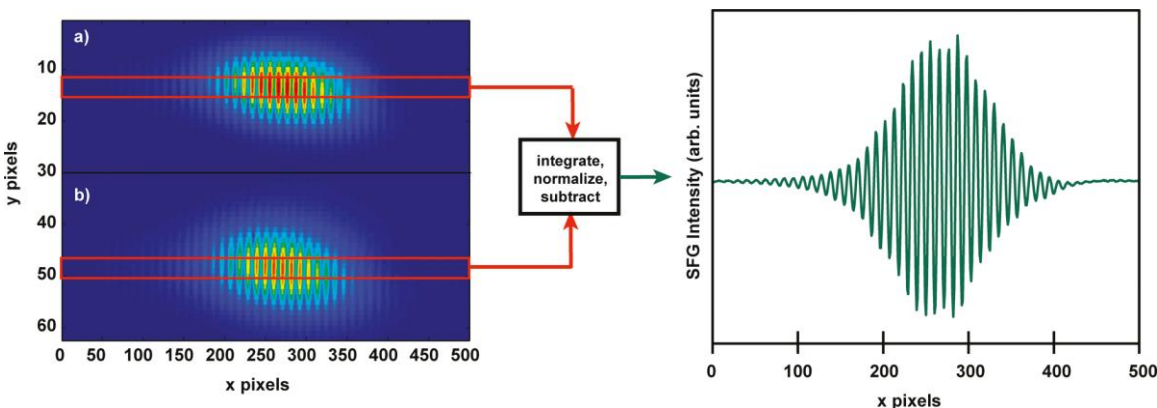 a)
10
20
30
y pixels
b)
40
50
60
0 50 100 150 200 250 300 350 400 450 500
x pixels
integrate,
normalize,
subtract
SFG Intensity (arb. units)
0 100 200 300 400 500
x pixels